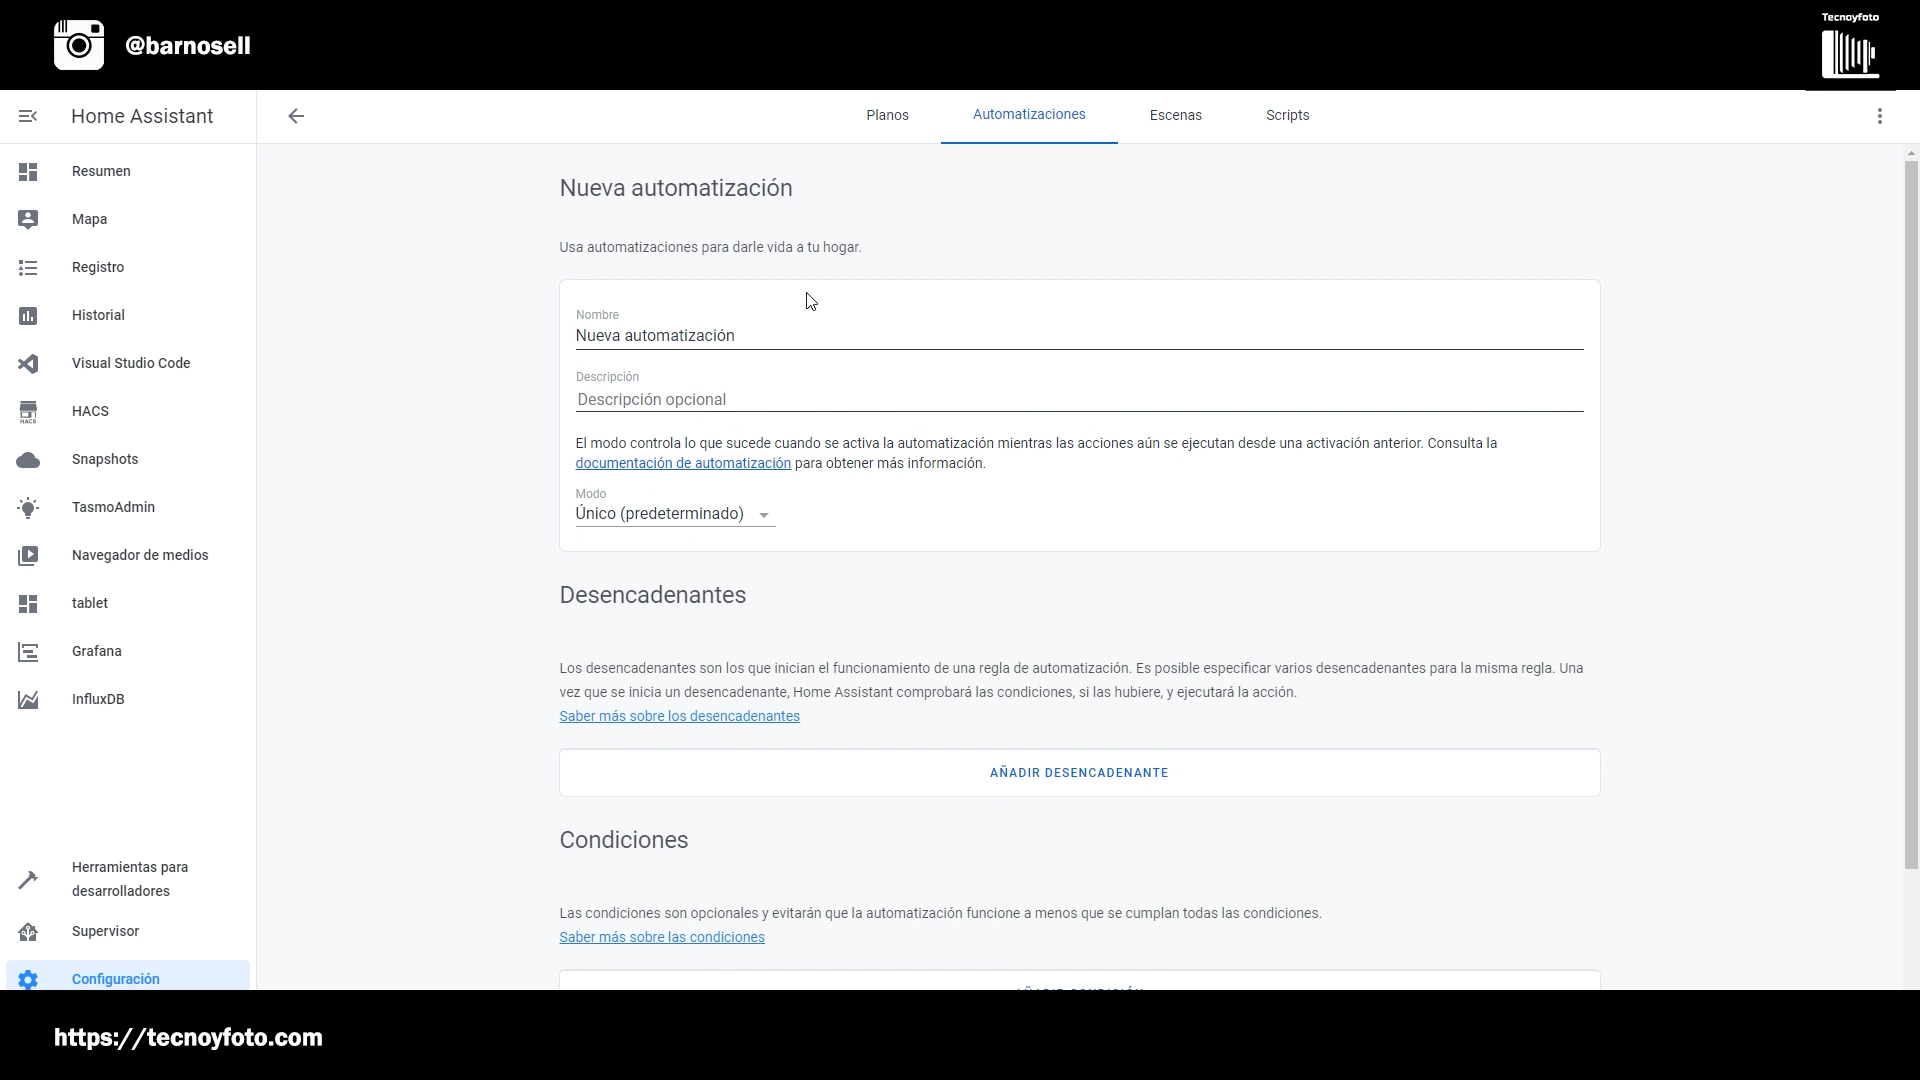 @barnosell
Tecnoyfoto
Home Assistant
Planos
Automatizaciones
Escenas
Scripts
Resumen
Mapa
Registro
Historial
Visual Studio Code
HACS
HACS
Snapshots
TasmoAdmin
Navegador de medios
tablet
Grafana
InfluxDB
Herramientas para
desarrolladores
Supervisor
Configuración
Nueva automatización
Usa automatizaciones para darle vida a tu hogar.
Nombre
Nueva automatización
Descripción
Descripción opcional
El modo controla lo que sucede cuando se activa la automatización mientras las acciones aún se ejecutan desde una activación anterior. Consulta la
documentación de automatización para obtener más información.
Modo
Único (predeterminado)
Desencadenantes
Los desencadenantes son los que inician el funcionamiento de una regla de automatización. Es posible especificar varios desencadenantes para la misma regla. Una
vez que se inicia un desencadenante, Home Assistant comprobará las condiciones, si las hubiere, y ejecutará la acción.
Saber más sobre los desencadenantes
AÑADIR DESENCADENANTE
Condiciones
Las condiciones son opcionales y evitarán que la automatización funcione a menos que se cumplan todas las condiciones.
Saber más sobre las condiciones
AÑADIR CONDICIÓN
https://tecnoyfoto.com